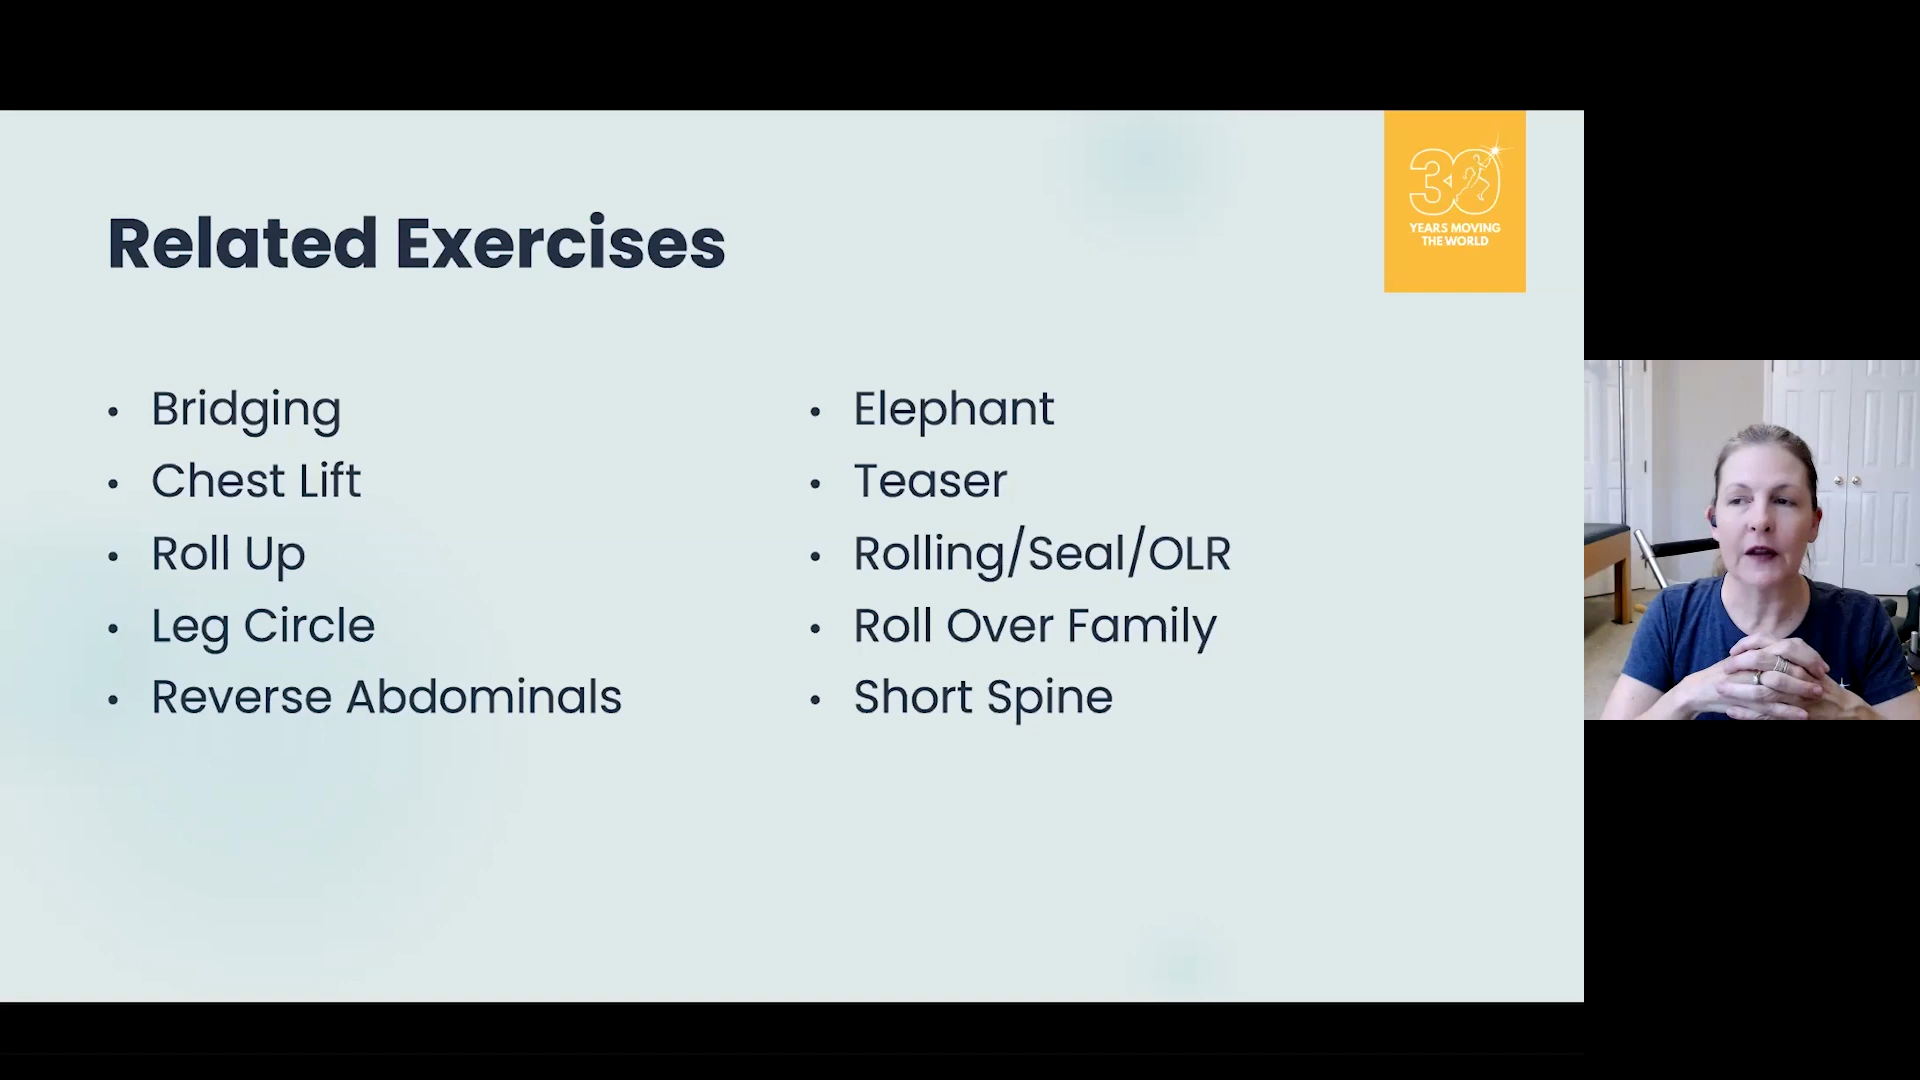 30
YEARS MOVING
THE WORLD
Related Exercises
• Bridging
• Chest Lift
• Roll Up
• Leg Circle
• Reverse Abdominals
• Elephant
• Teaser
• Rolling/Seal/OLR
• Roll Over Family
• Short Spine